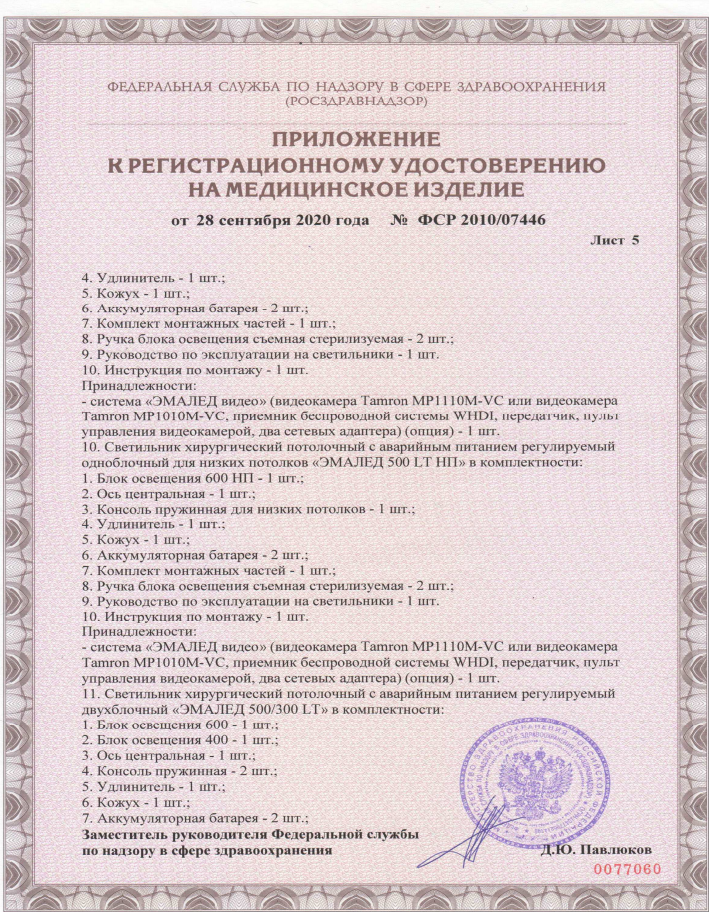 ФЕДЕРАЛЬНАЯ СЛУЖБА ПО НАДЗОРУ В СФЕРЕ ЗДРАВООХРАНЕНИЯ
(РОСЗДРАВНАДЗОР)
ПРИЛОЖЕНИЕ
К РЕГИСТРАЦИОННОМУ УДОСТОВЕРЕНИЮ
НА МЕДИЦИНСКОЕ ИЗДЕЛИЕ
от 28 сентября 2020 года № ФСР 2010/07446
Лист 5
4. Удлинитель - 1 шт.;
5. Кожух - 1 шт.;
6. Аккумуляторная батарея - 2 шт.;
7. Комплект монтажных частей - 1 шт.;
8. Ручка блока освещения съемная стерилизуемая - 2 шт.;
9. Руководство по эксплуатации на светильники - 1 шт.
10. Инструкция по монтажу - 1 шт.
Принадлежности:
- система «ЭМАЛЕД видео» (видеокамера Tamron MP1110M-VC или видеокамера
Tamron MP1010M-VC, приемник беспроводной системы WHDI, передатчик, пульт
управления видеокамерой, два сетевых адаптера) (опция) - 1 шт.
10. Светильник хирургический потолочный с аварийным питанием регулируемый
одноблочный для низких потолков «ЭМАЛЕД 500 LT НП» в комплектности:
1. Блок освещения 600 НП - 1 шт.;
2. Ось центральная - 1 шт.;
3. Консоль пружинная для низких потолков - 1 шт.;
4. Удлинитель - 1 шт.;
5. Кожух - 1 шт.;
6. Аккумуляторная батарея - 2 шт.;
7. Комплект монтажных частей - 1 шт.;
8. Ручка блока освещения съемная стерилизуемая - 2 шт.;
9. Руководство по эксплуатации на светильники - 1 шт.
10. Инструкция по монтажу - 1 шт.
Принадлежности:
- система «ЭМАЛЕД видео» (видеокамера Tamron MP1110M-VC или видеокамера
Tamron MP1010M-VC, приемник беспроводной системы WHDI, передатчик, пульт
управления видеокамерой, два сетевых адаптера) (опция) - 1 шт.
11. Светильник хирургический потолочный с аварийным питанием регулируемый
двухблочный «ЭМАЛЕД 500/300 LT» в комплектности:
1. Блок освещения 600 - 1 шт.;
2. Блок освещения 400 - 1 шт.;
3. Ось центральная - 1 шт.;
4. Консоль пружинная - 2 шт.;
5. Удлинитель - 1 шт.;
6. Кожух - 1 шт.;
7. Аккумуляторная батарея - 2 шт.;
Заместитель руководителя Федеральной службы
по надзору в сфере здравоохранения
Д.Ю. Павлюков
0077060